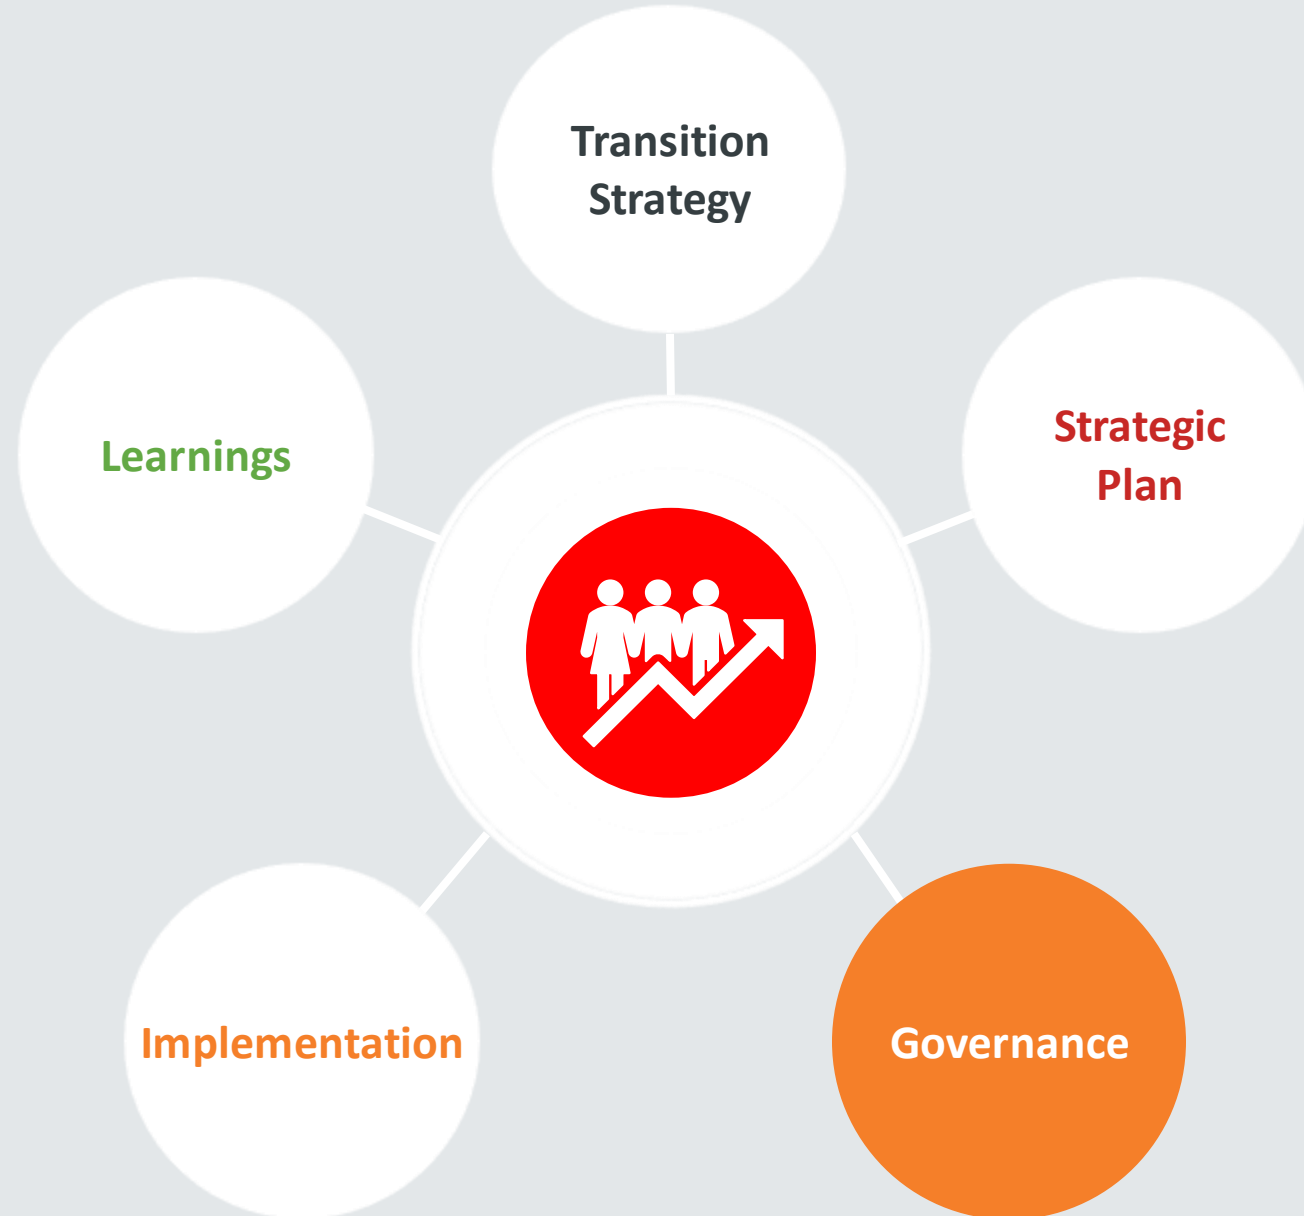 Transition
Strategy
Strategic
Plan
Learnings
Implementation
Governance